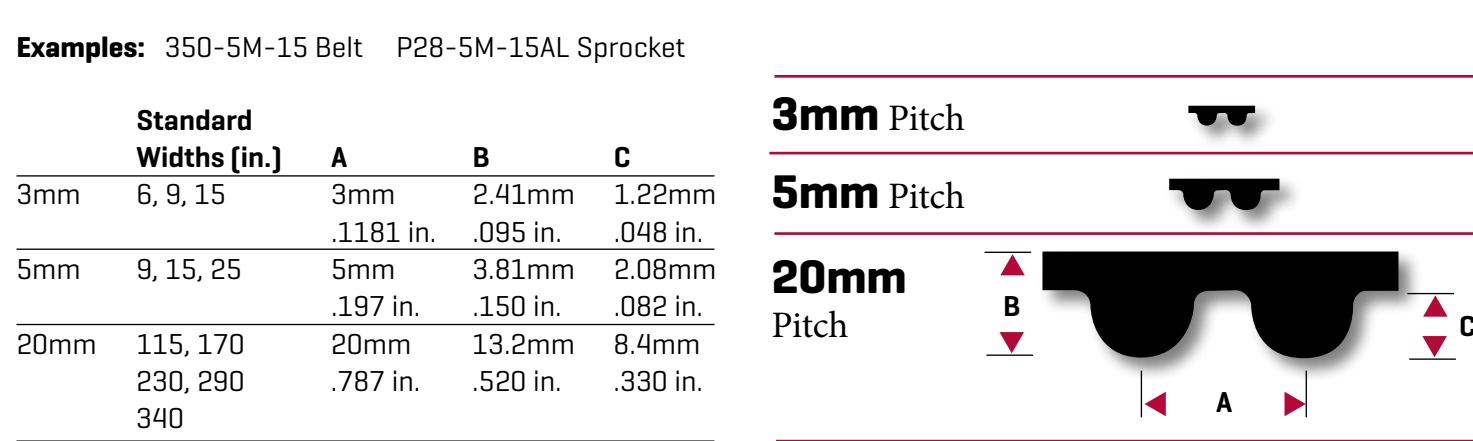 Examples: 350-5M-15 Belt P28-5M-15AL Sprocket
Standard
Widths (in.) A B C
3mm 6, 9, 15 3mm 2.41mm 1.22mm
.1181 in. .095 in. .048 in.
5mm 9, 15, 25 5mm 3.81mm 2.08mm
.197 in. .150 in. .082 in.
20mm 115, 170 20mm 13.2mm 8.4mm
230, 290 .787 in. .520 in. .330 in.
340
3mm Pitch
5mm Pitch
20mm
Pitch
B
C
A